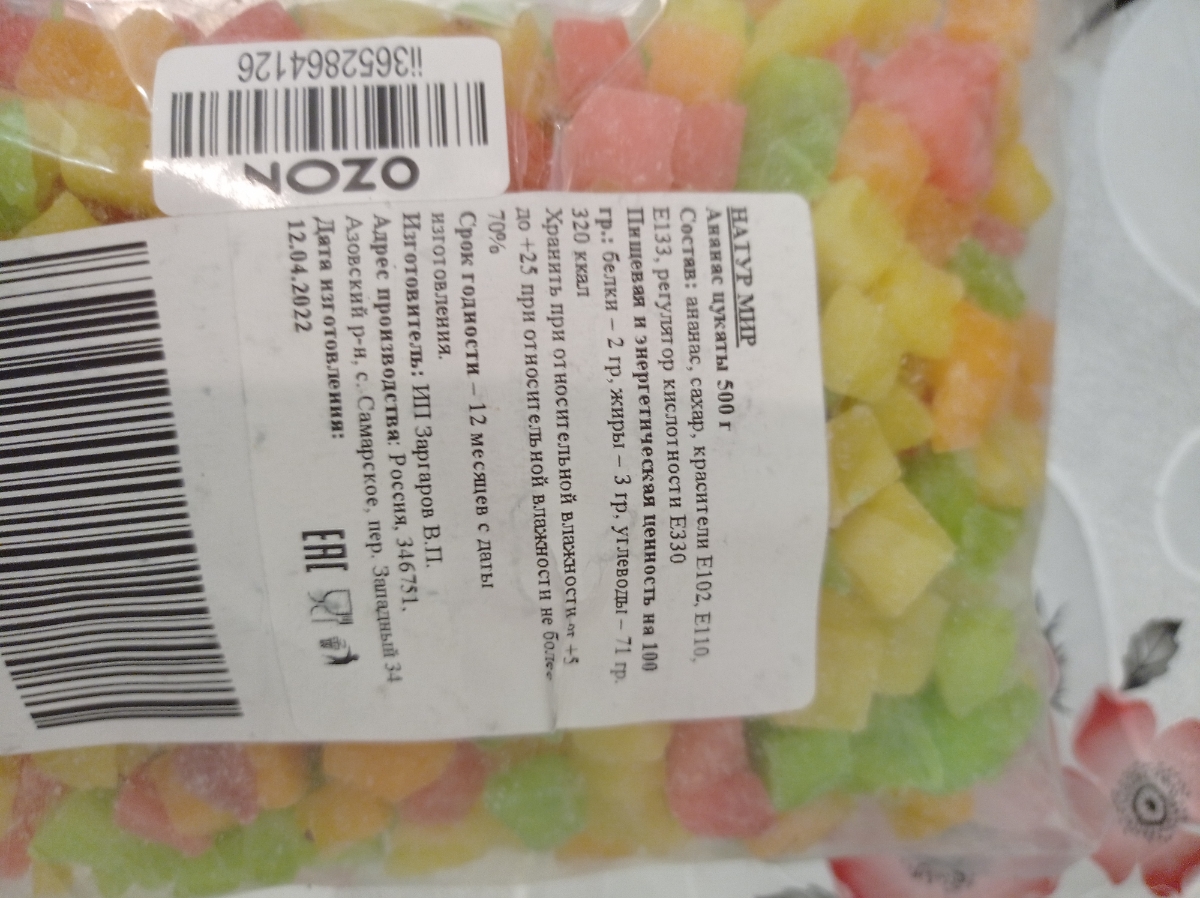 ii3652864126
OZON
НАТУР МИР
Ананас цукаты 500 г
Состав: ананас, сахар, красители Е102, Е110,
Е133, регулятор кислотности Е330
Пищевая и энергетическая ценность на 100
гр.: белки – 2 гр, жиры – 3 гр, углеводы – 71 гр.
320 ккал
Хранить при относительной влажности от +5
до +25 при относительной влажности не более
70%
Срок годности – 12 месяцев с даты
изготовления.
Изготовитель: ИП Заргаров В.П.
Адрес производства: Россия, 346751,
Азовский р-н, с. Самарское, пер. Западный 34
Дата изготовления:
12.04.2022
EAC